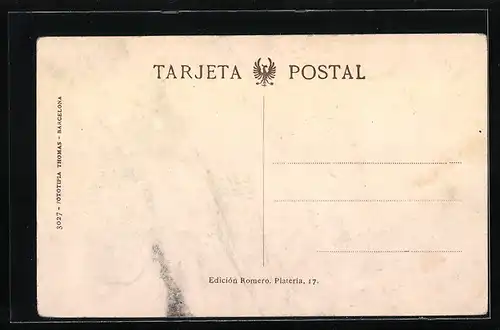 TARJETA POSTAL
3027 - FOTOTIPIA THOMAS - BARCELONA
Edición Romero. Platería, 17.